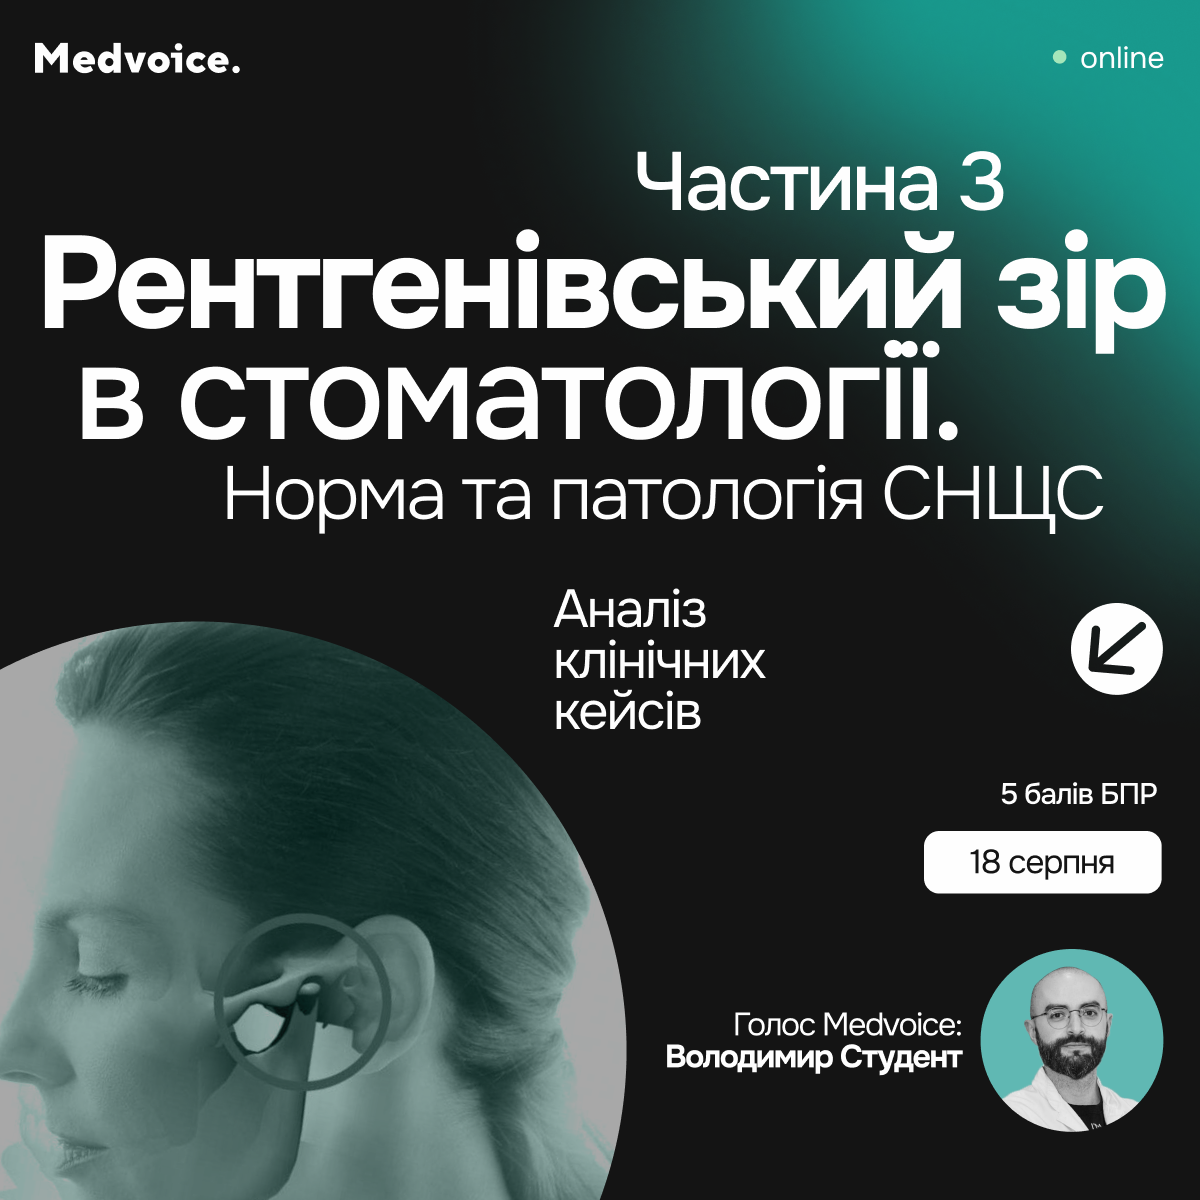 Medvoice.
online
Частина 3
Рентгенівський зір
в стоматології.
Норма та патологія СНЩС
Аналіз
клінічних
кейсів
5 балів БПР
18 серпня
Голос Medvoice:
Володимир Студент